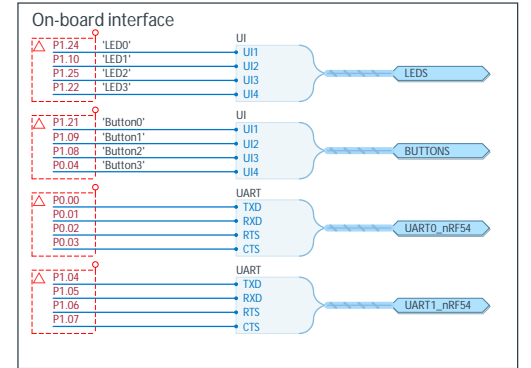 On-board interface
UI
P1.24 'LED0' UI1
P1.10 'LED1' UI2
P1.25 'LED2' UI3
P1.22 'LED3' UI4
LEDS
UI
P1.21 'Button0' UI1
P1.09 'Button1' UI2
P1.08 'Button2' UI3
P0.04 'Button3' UI4
BUTTONS
UART
P0.00 TXD
P0.01 RXD
P0.02 RTS
P0.03 CTS
UART0_nRF54
UART
P1.04 TXD
P1.05 RXD
P1.06 RTS
P1.07 CTS
UART1_nRF54